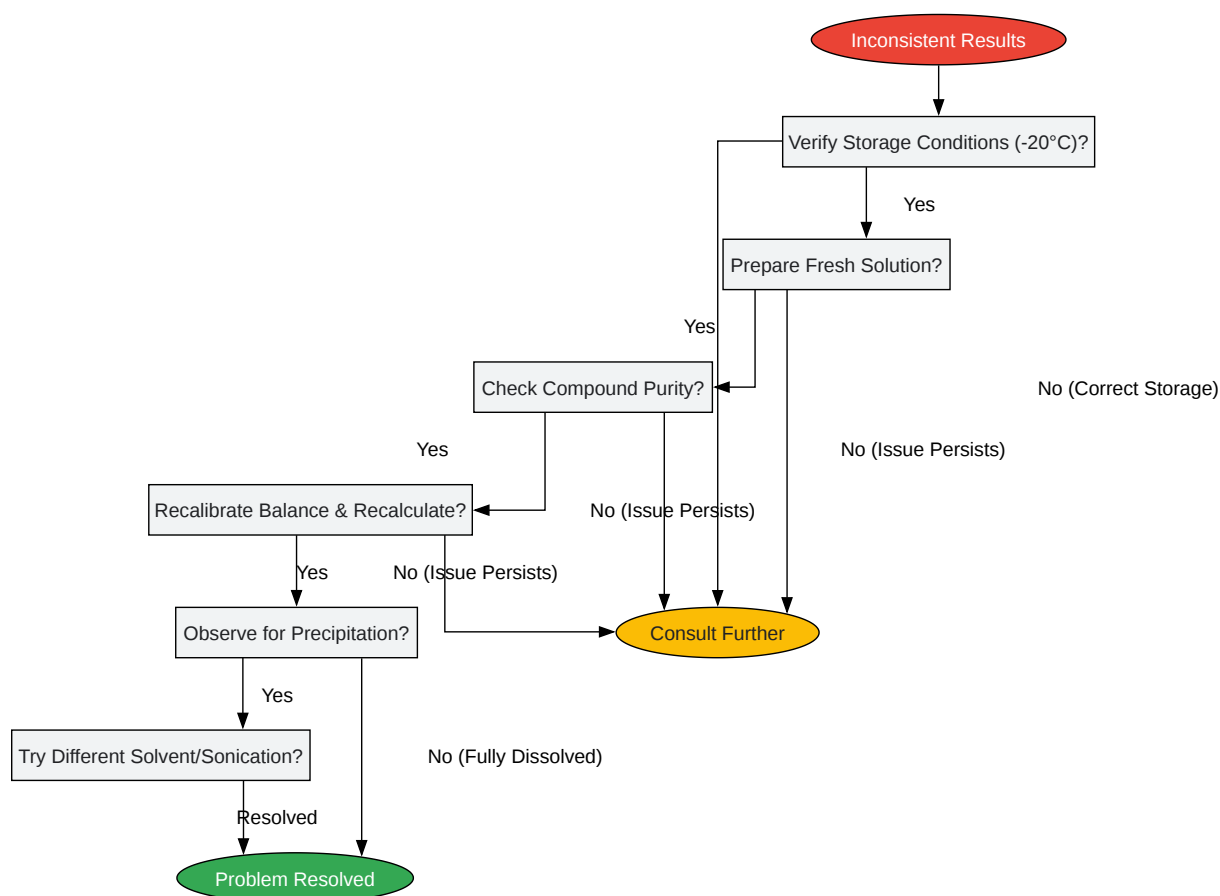 Inconsistent Results
Verify Storage Conditions (-20°C)?
Yes
Prepare Fresh Solution?
Yes
Check Compound Purity?
No (Correct Storage)
Yes
No (Issue Persists)
Recalibrate Balance & Recalculate?
No (Issue Persists)
Yes
No (Issue Persists)
Observe for Precipitation?
Consult Further
Yes
Try Different Solvent/Sonication?
No (Fully Dissolved)
Resolved
Problem Resolved